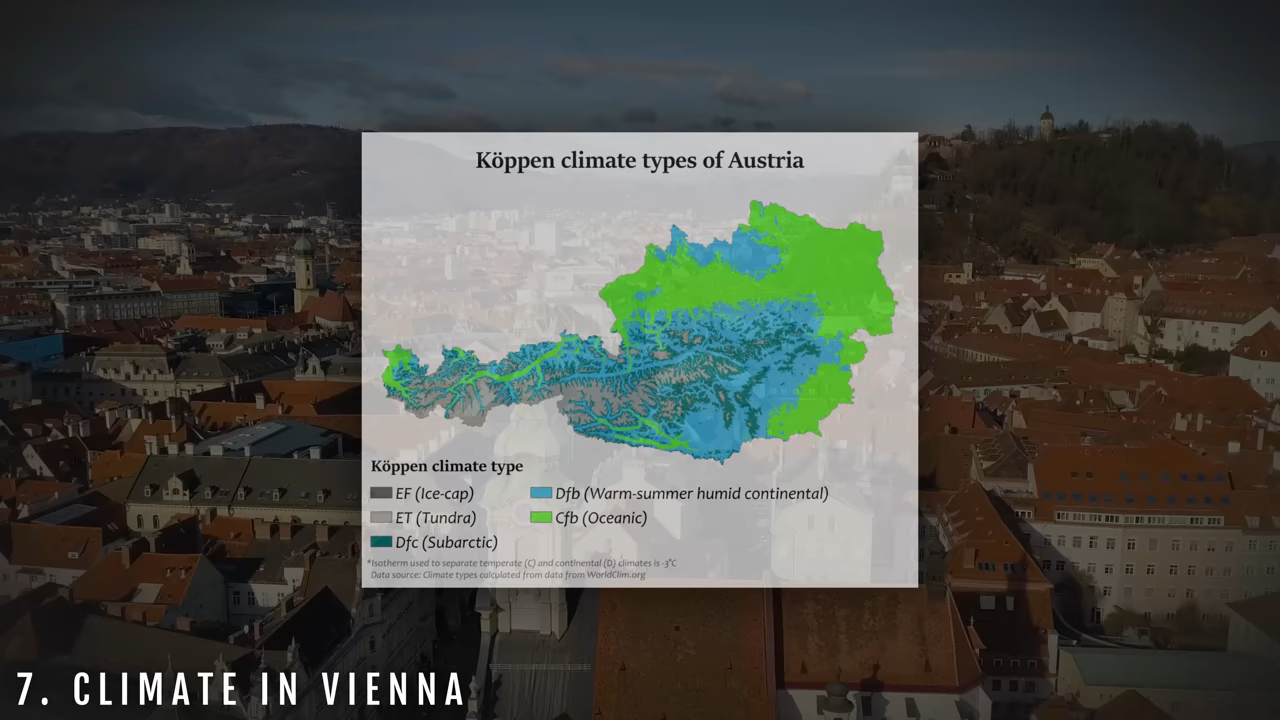 Köppen climate types of Austria
Köppen climate type
EF (Ice-cap)
ET (Tundra)
Dfc (Subarctic)
Dfb (Warm-summer humid continental)
Cfb (Oceanic)
*Isotherm used to separate temperate (C) and continental (D) climates is -3°C
Data source: Climate types calculated from data from WorldClim.org
7. CLIMATE IN VIENNA